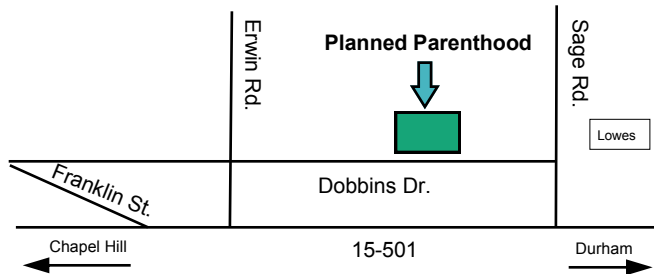 Erwin Rd.
Planned Parenthood
Sage Rd.
Lowes
Franklin St.
Dobbins Dr.
Chapel Hill
15-501
Durham